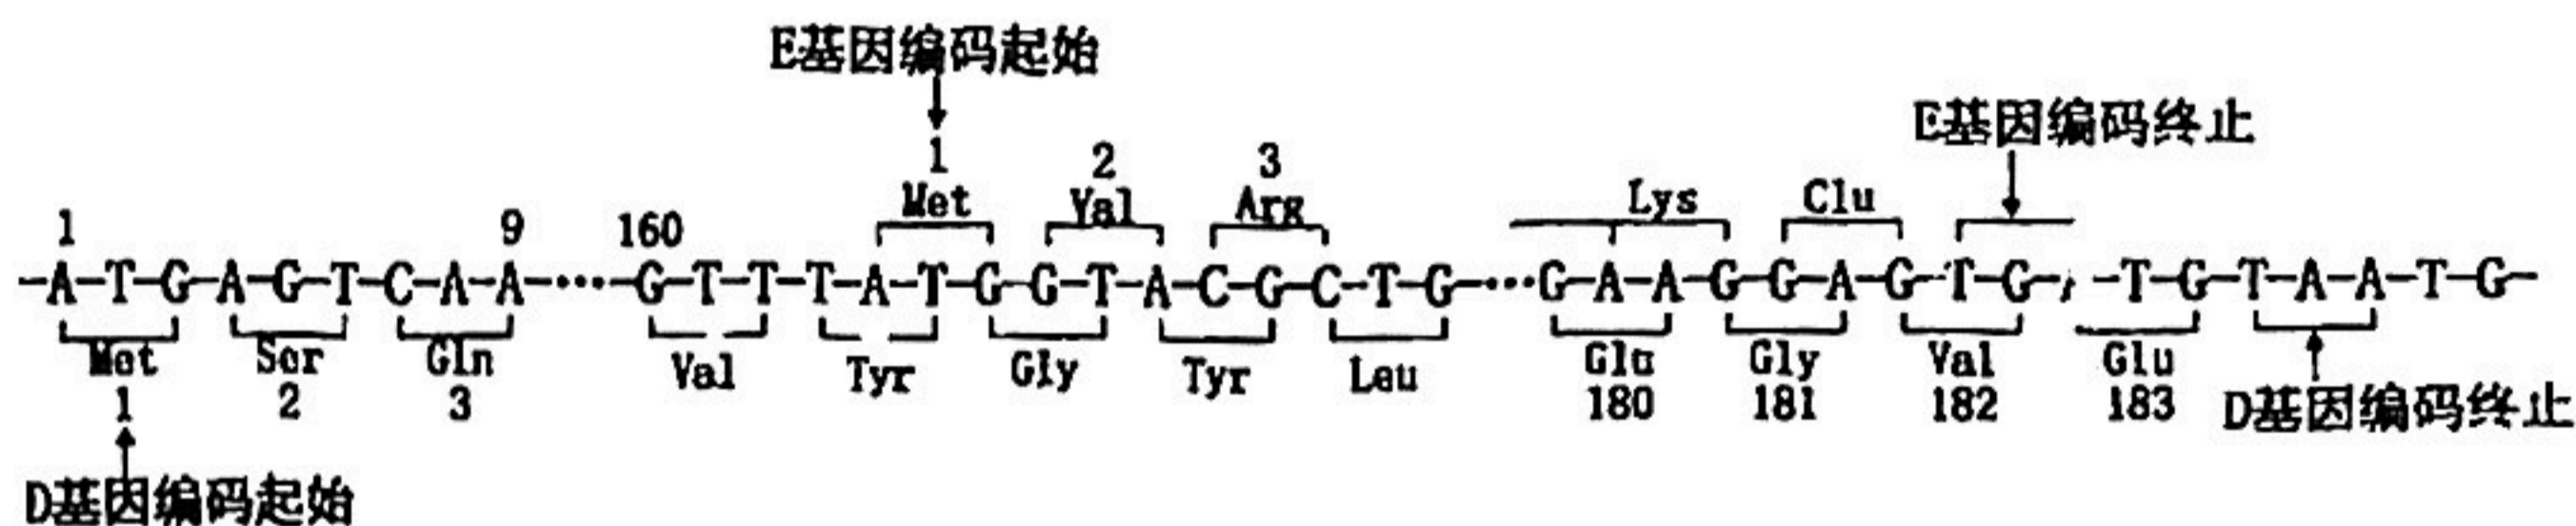 E基因编码起始
E基因编码终止
1 2 3
Met Val Arg Lys Clu
1 9 160
-A-T-G-A-G-T-C-A-A-···-G-T-T-T-A-T-G-G-T-A-C-G-C-T-G-···G-A-A-G-G-A-G-T-G- -T-G-T-A-A-T-G-
Met Ser Gln Val Tyr Gly Tyr Leu Glu Gly Val Glu
1 2 3 180 181 182 183 D基因编码终止
D基因编码起始